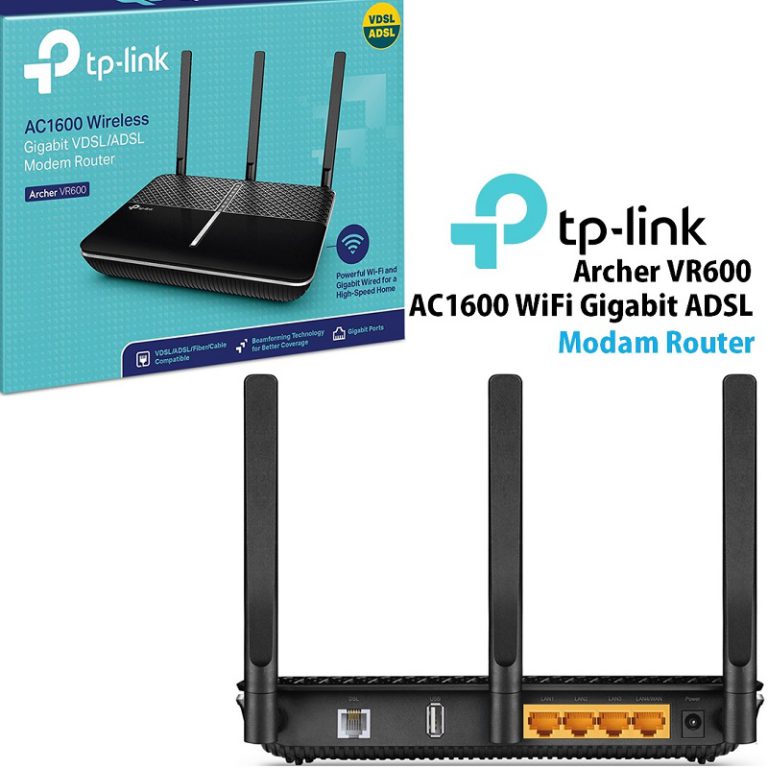 VDSL
ADSL
tp-link
AC1600 Wireless
Gigabit VDSL/ADSL
Modem Router
Archer VR600
tp-link
Powerful Wi-Fi and
Gigabit Wired for a
High-Speed Home
VDSL/ADSL/Fiber/Cable
Compatible
Beamforming Technology
for Better Coverage
Gigabit Ports
tp-link
Archer VR600
AC1600 WiFi Gigabit ADSL
Modam Router
DSL
USB
LAN1
LAN2
LAN3
LAN4/WAN
Power